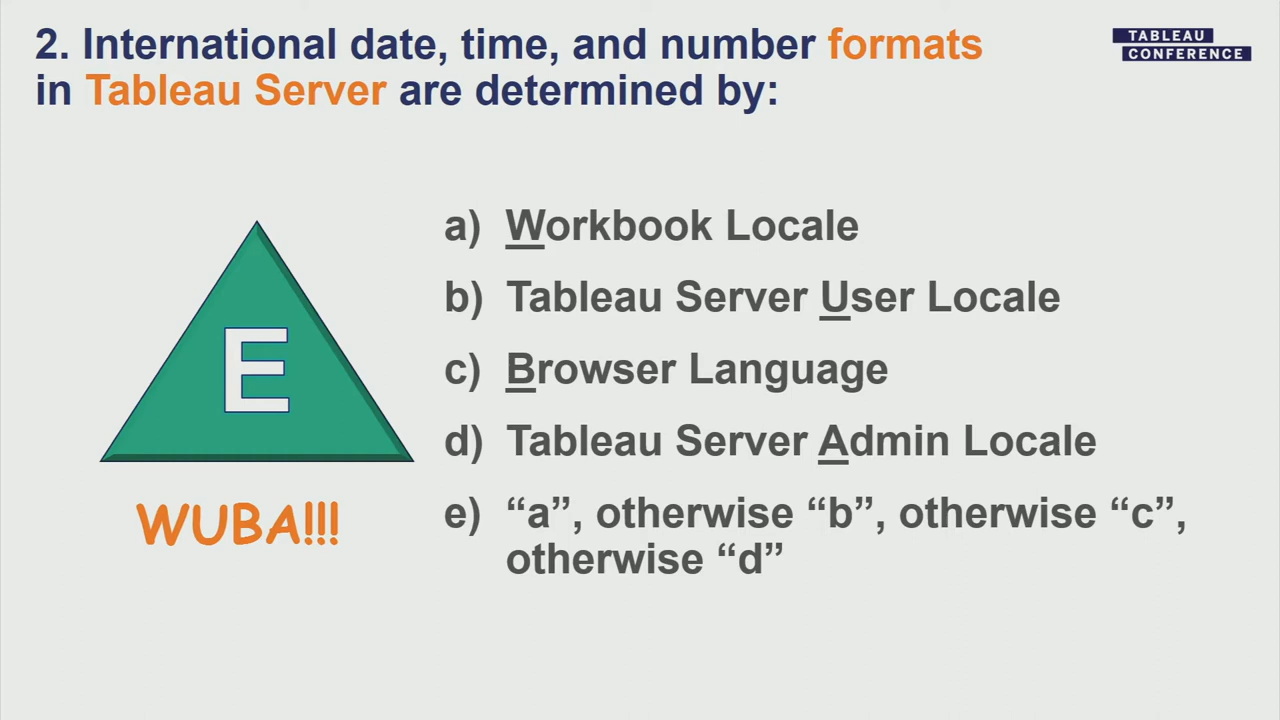 2. International date, time, and number formats
in Tableau Server are determined by:
TABLEAU
CONFERENCE
a) Workbook Locale
b) Tableau Server User Locale
c) Browser Language
d) Tableau Server Admin Locale
e) “a”, otherwise “b”, otherwise “c”,
otherwise “d”
E
WUBA!!!